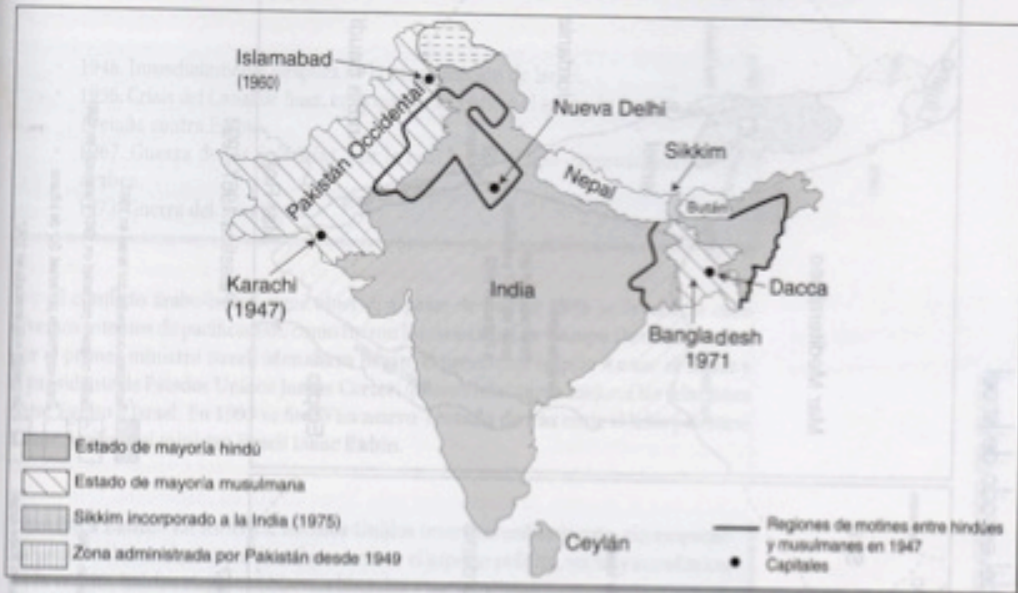 Islamabad
(1960)
Pakistán Occidental
Nueva Delhi
Sikkim
Nepal
Bután
Karachi
(1947)
India
Dacca
Bangladesh
1971
Ceylán
Estado de mayoría hindú
Estado de mayoría musulmana
Sikkim incorporado a la India (1975)
Zona administrada por Pakistán desde 1949
Regiones de motines entre hindúes
y musulmanes en 1947
Capitales